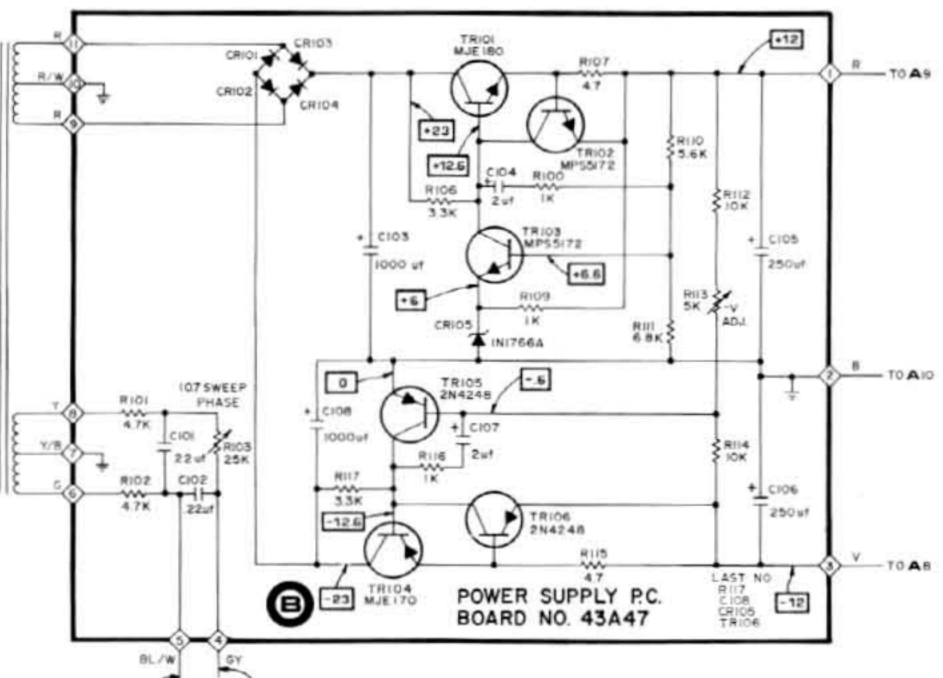 R
11
R/W
10
R
9
CR101
CR103
CR102
CR104
TR101
MJE180
R107
4.7
+12
1
R
TO A9
+23
+12.6
TR102
MPS5172
R110
5.6K
C104
+
2uf
R100
1K
R106
3.3K
R112
10K
+
C103
1000 uf
TR103
MPS5172
+6.6
+
C105
250uf
+6
R109
1K
R113
5K
-V
ADJ.
CR105
1N1766A
R111
6.8K
0
TR105
2N4248
-.6
2
B
TO A10
107 SWEEP
PHASE
Y
8
R101
4.7K
+
C108
1000uf
C101
.22uf
R103
25K
+
C107
2uf
Y/B
7
R114
10K
R116
1K
G
6
R102
4.7K
C102
.22uf
R117
3.3K
+
C106
250uf
-12.6
TR106
2N4248
R115
4.7
3
V
TO A8
-23
TR104
MJE170
B
POWER SUPPLY P.C.
BOARD NO. 43A47
LAST NO
R117
C108
CR105
TR106
-12
5
4
BL/W
GY